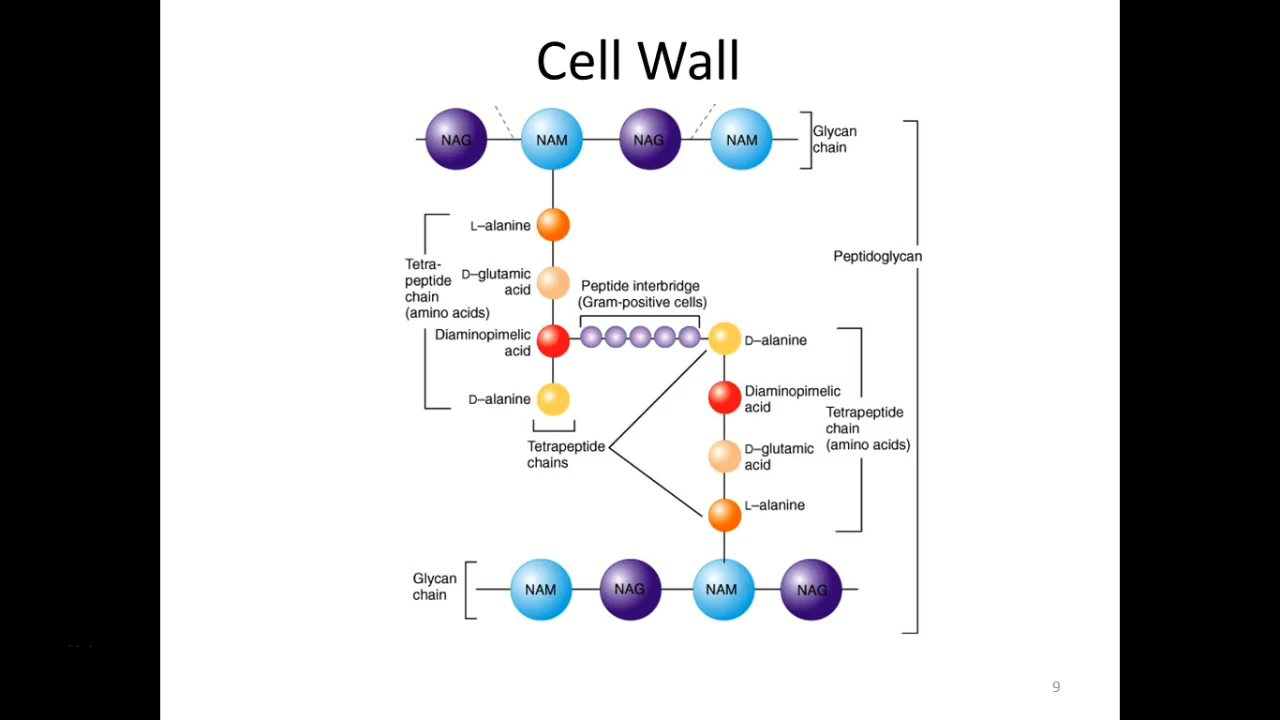 Cell Wall
NAG
NAM
NAG
NAM
Glycan
chain
L–alanine
Tetra-
peptide
chain
(amino acids)
D–glutamic
acid
Diaminopimelic
acid
D–alanine
Peptide interbridge
(Gram-positive cells)
Peptidoglycan
D–alanine
Diaminopimelic
acid
D–glutamic
acid
L–alanine
Tetrapeptide
chain
(amino acids)
Tetrapeptide
chains
Glycan
chain
NAM
NAG
NAM
NAG
9